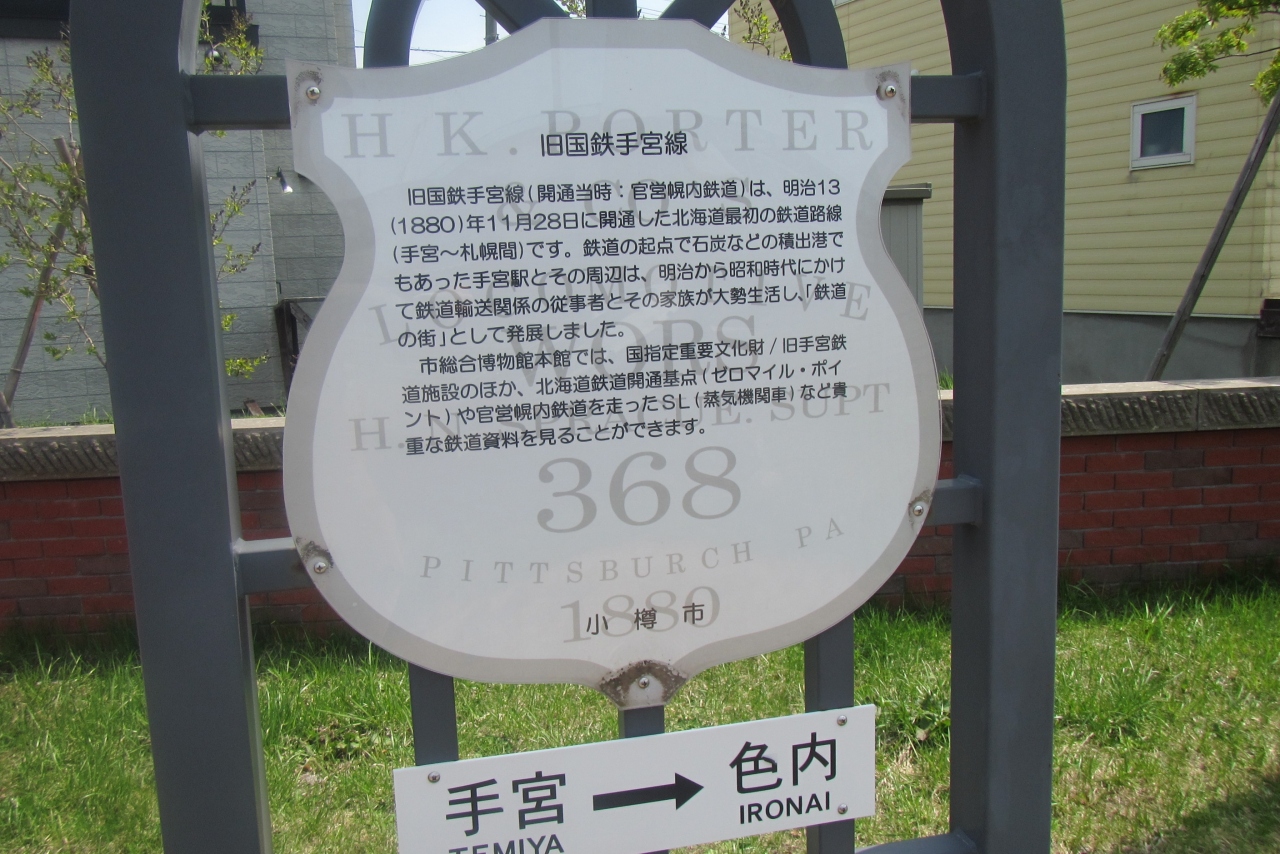 H K. PORTER
旧国鉄手宮線
& CO'S
旧国鉄手宮線(開通当時:官営幌内鉄道)は、明治13
(1880)年11月28日に開通した北海道最初の鉄道路線
(手宮〜札幌間)です。鉄道の起点で石炭などの積出港で
もあった手宮駅とその周辺は、明治から昭和時代にかけ
て鉄道輸送関係の従事者とその家族が大勢生活し、「鉄道
の街」として発展しました。
LOCOMOTIVE
WORS
市総合博物館本館では、国指定重要文化財/旧手宮鉄
道施設のほか、北海道鉄道開通基点(ゼロマイル・ポイ
ント)や官営幌内鉄道を走ったSL(蒸気機関車)など貴
重な鉄道資料を見ることができます。
H. N. SPRAGLE. SUPT
368
PITTSBURCH PA
1880
小樽市
手宮 → 色内
TEMIYA IRONAI